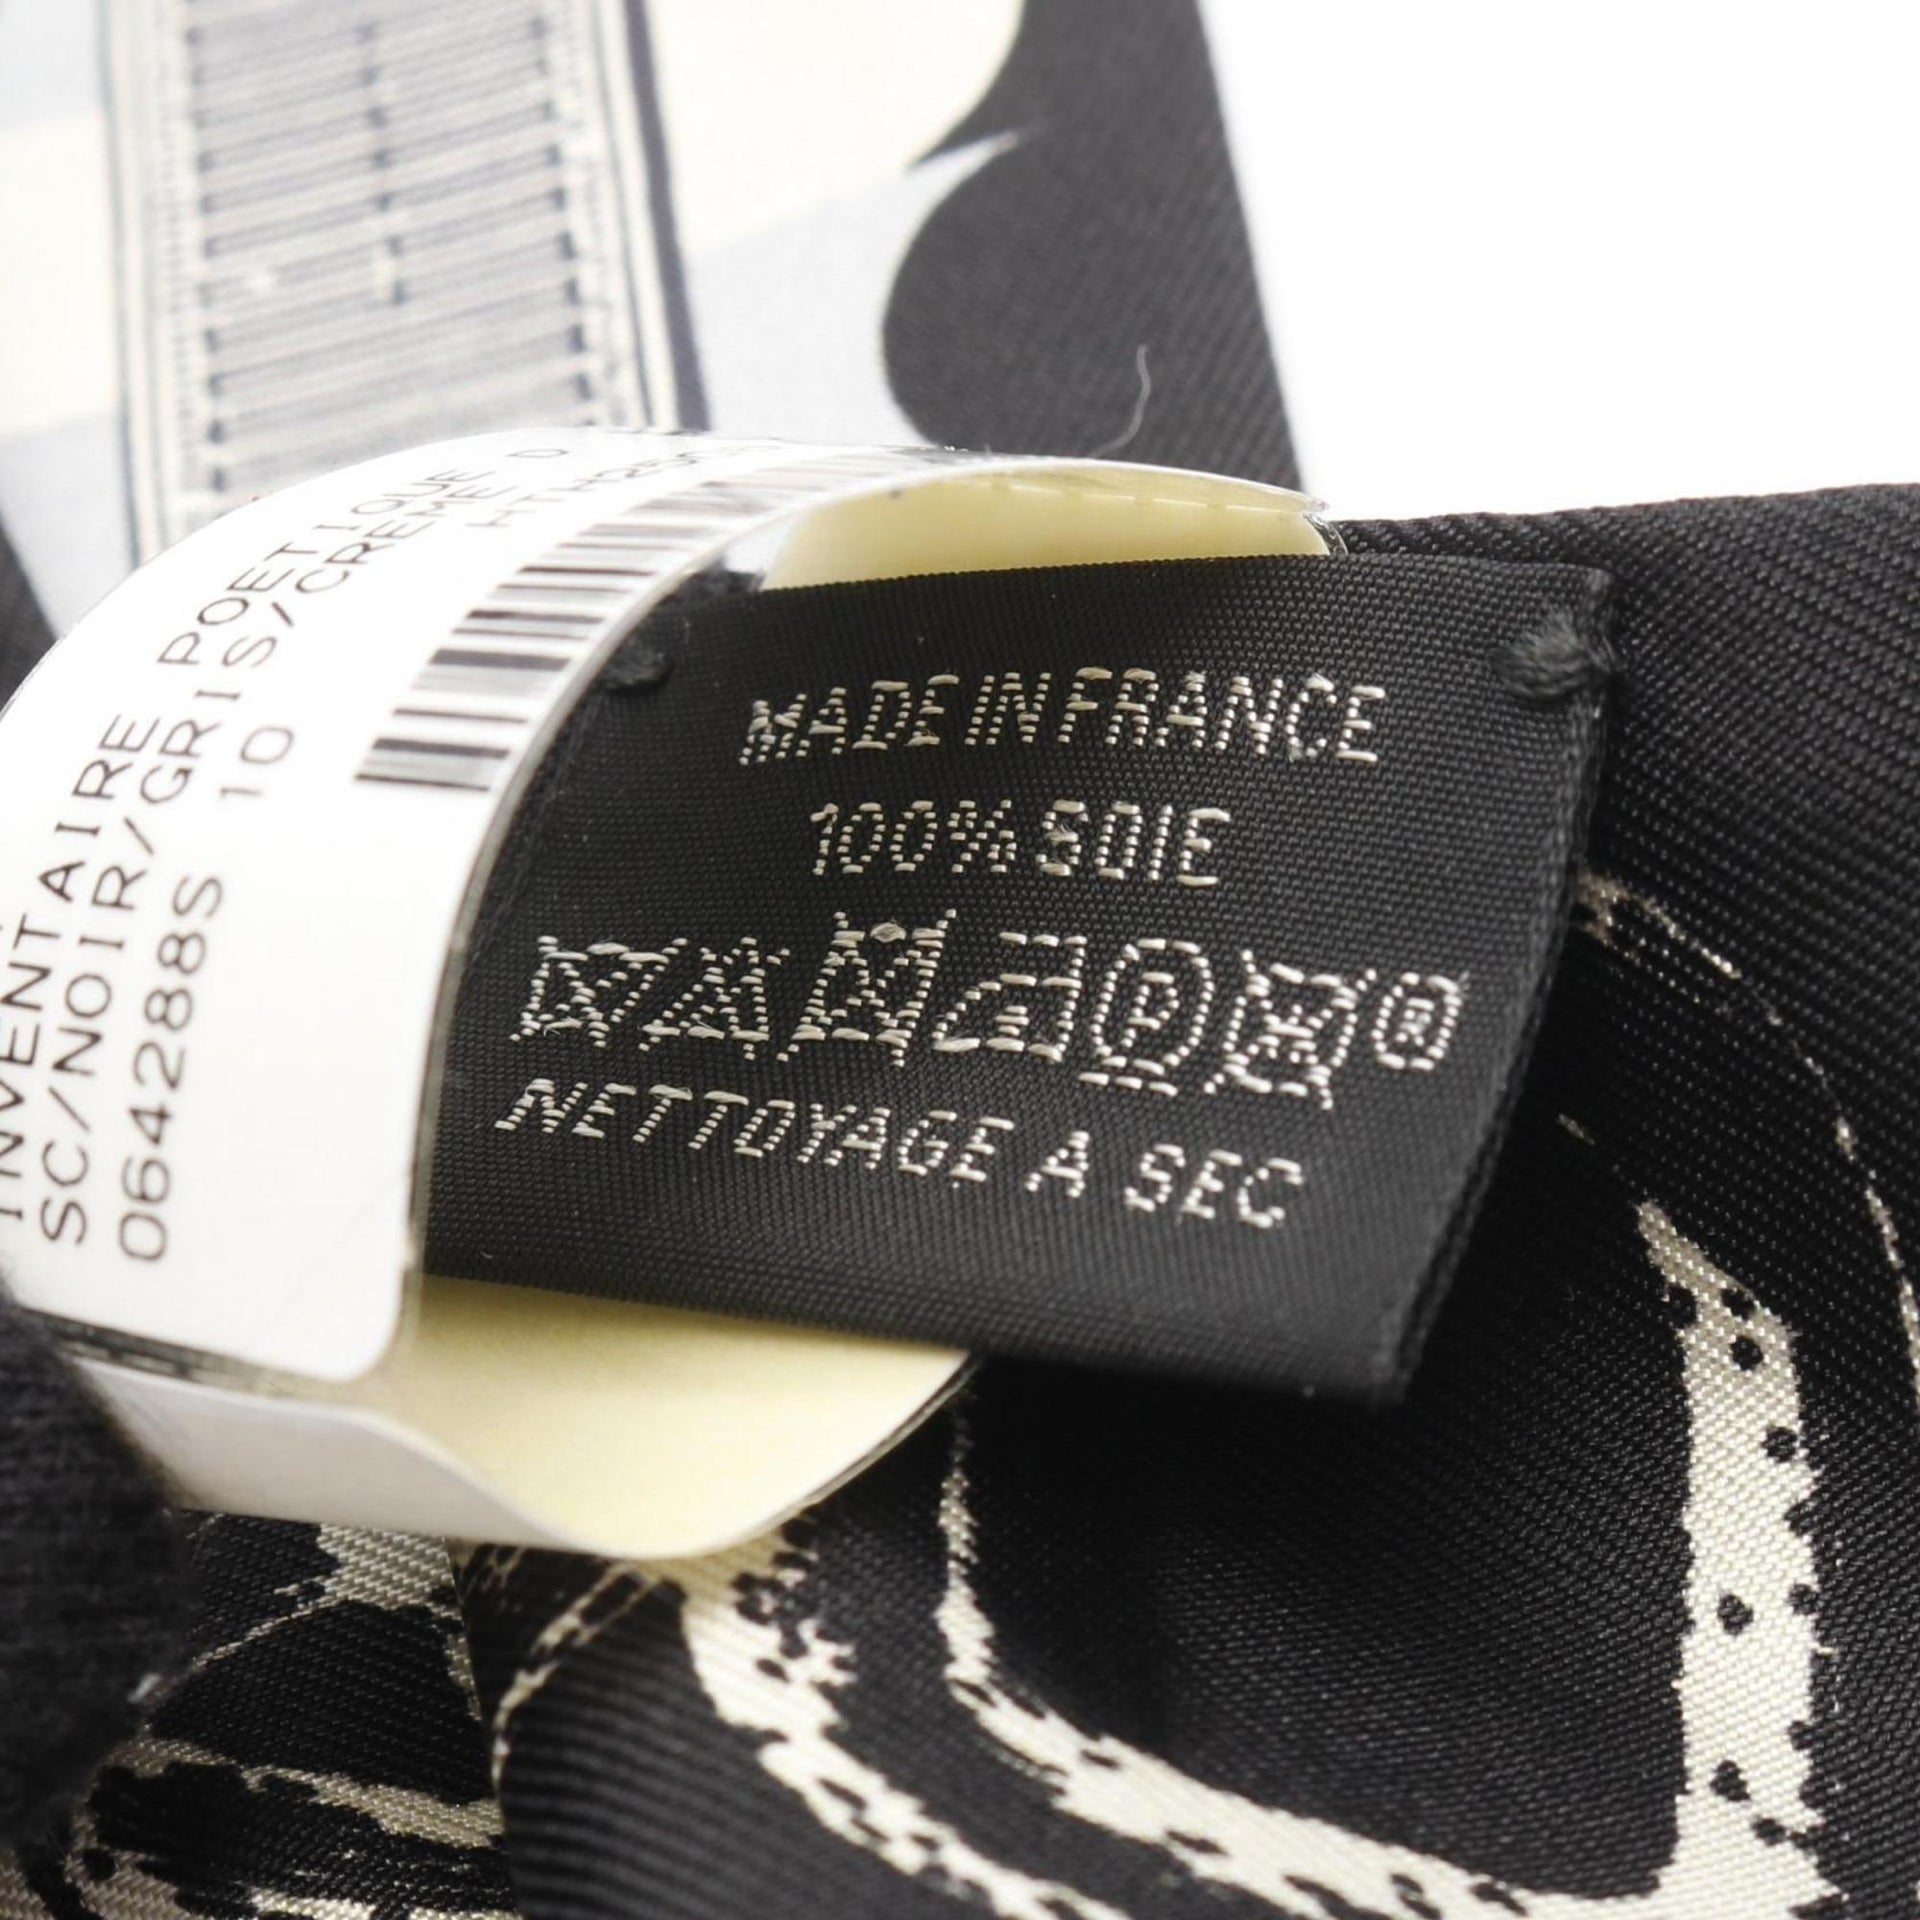 INVENTAIRE POETIQUE
SC/NOIR/GRIS/CREME
064288S 10
MADE IN FRANCE
100% SOIE
P ®
NETTOYAGE A SEC